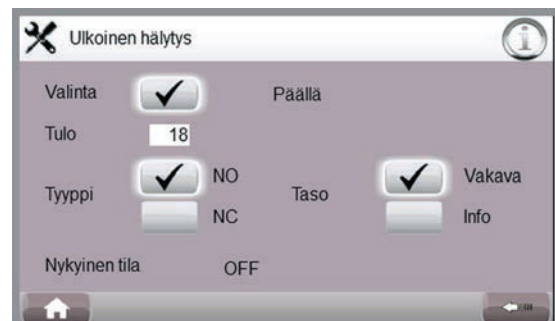 Ulkoinen hälytys
Valinta Päällä
Tulo 18
Tyyppi NO Taso Vakava
NC Info
Nykyinen tila OFF